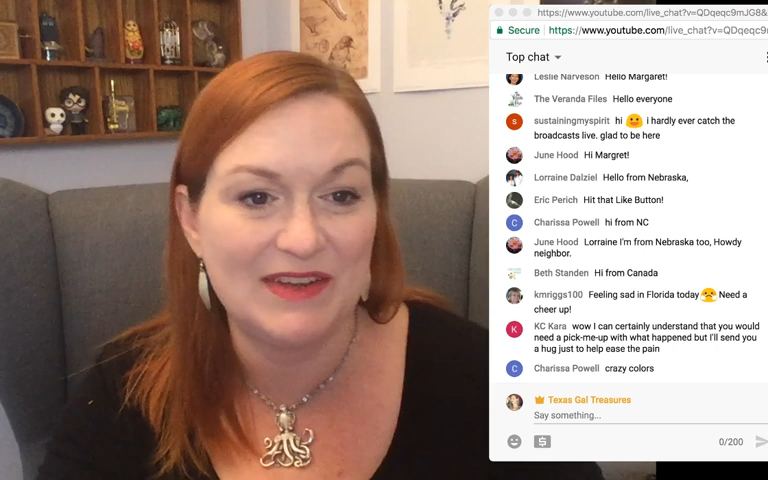 https://www.youtube.com/live_chat?v=QDqeqc9mJG8&
Secure https://www.youtube.com/live_chat?v=QDqeqc9m
Top chat
Leslie Narveson Hello Margaret!
The Veranda Files Hello everyone
S sustainingmyspirit hi i hardly ever catch the
broadcasts live. glad to be here
June Hood Hi Margret!
Lorraine Dalziel Hello from Nebraska,
Eric Perich Hit that Like Button!
C Charissa Powell hi from NC
June Hood Lorraine I'm from Nebraska too, Howdy
neighbor.
Beth Standen Hi from Canada
kmriggs100 Feeling sad in Florida today Need a
cheer up!
K KC Kara wow I can certainly understand that you would
need a pick-me-up with what happened but I'll send you
a hug just to help ease the pain
C Charissa Powell crazy colors
Texas Gal Treasures
Say something...
0/200